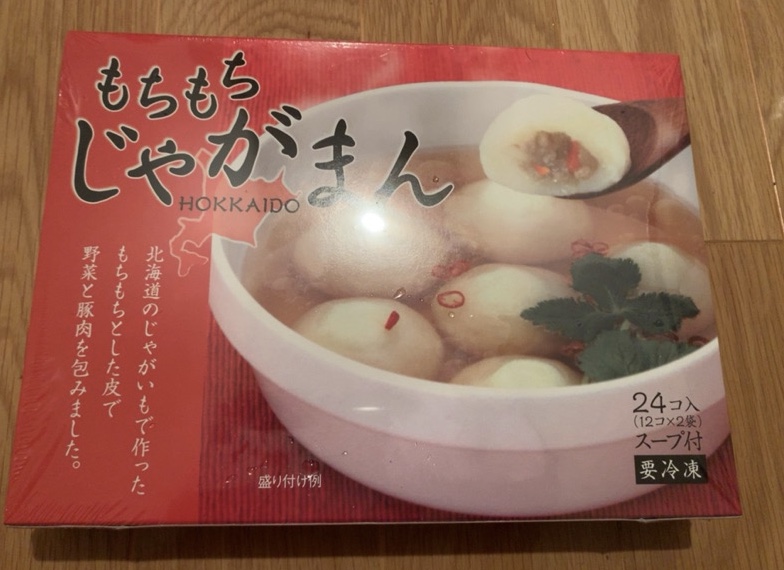 もちもち
じゃがまん
HOKKAIDO
北海道のじゃがいもで作った
もちもちとした皮で
野菜と豚肉を包みました。
24コ入
(12コ×2袋)
スープ付
要冷凍
盛り付け例